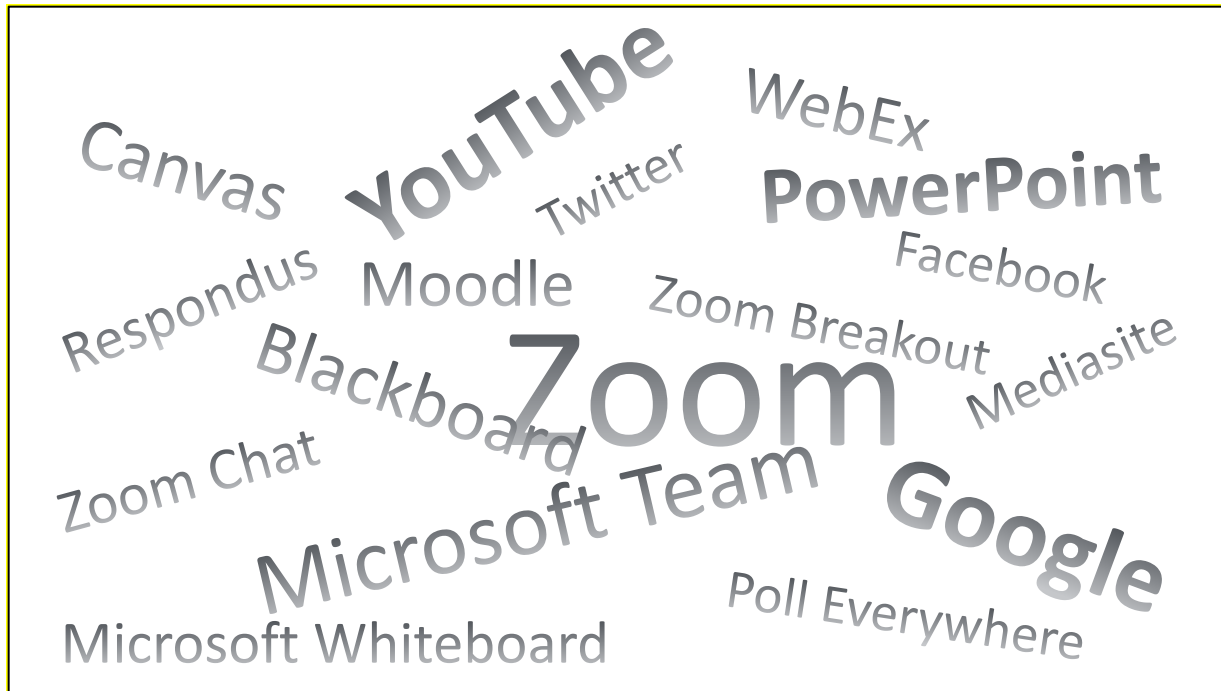 YouTube
WebEx
Canvas
Twitter
PowerPoint
Facebook
Respondus
Moodle
Zoom Breakout
Blackboard
Zoom
Mediasite
Zoom Chat
Microsoft Team
Google
Poll Everywhere
Microsoft Whiteboard